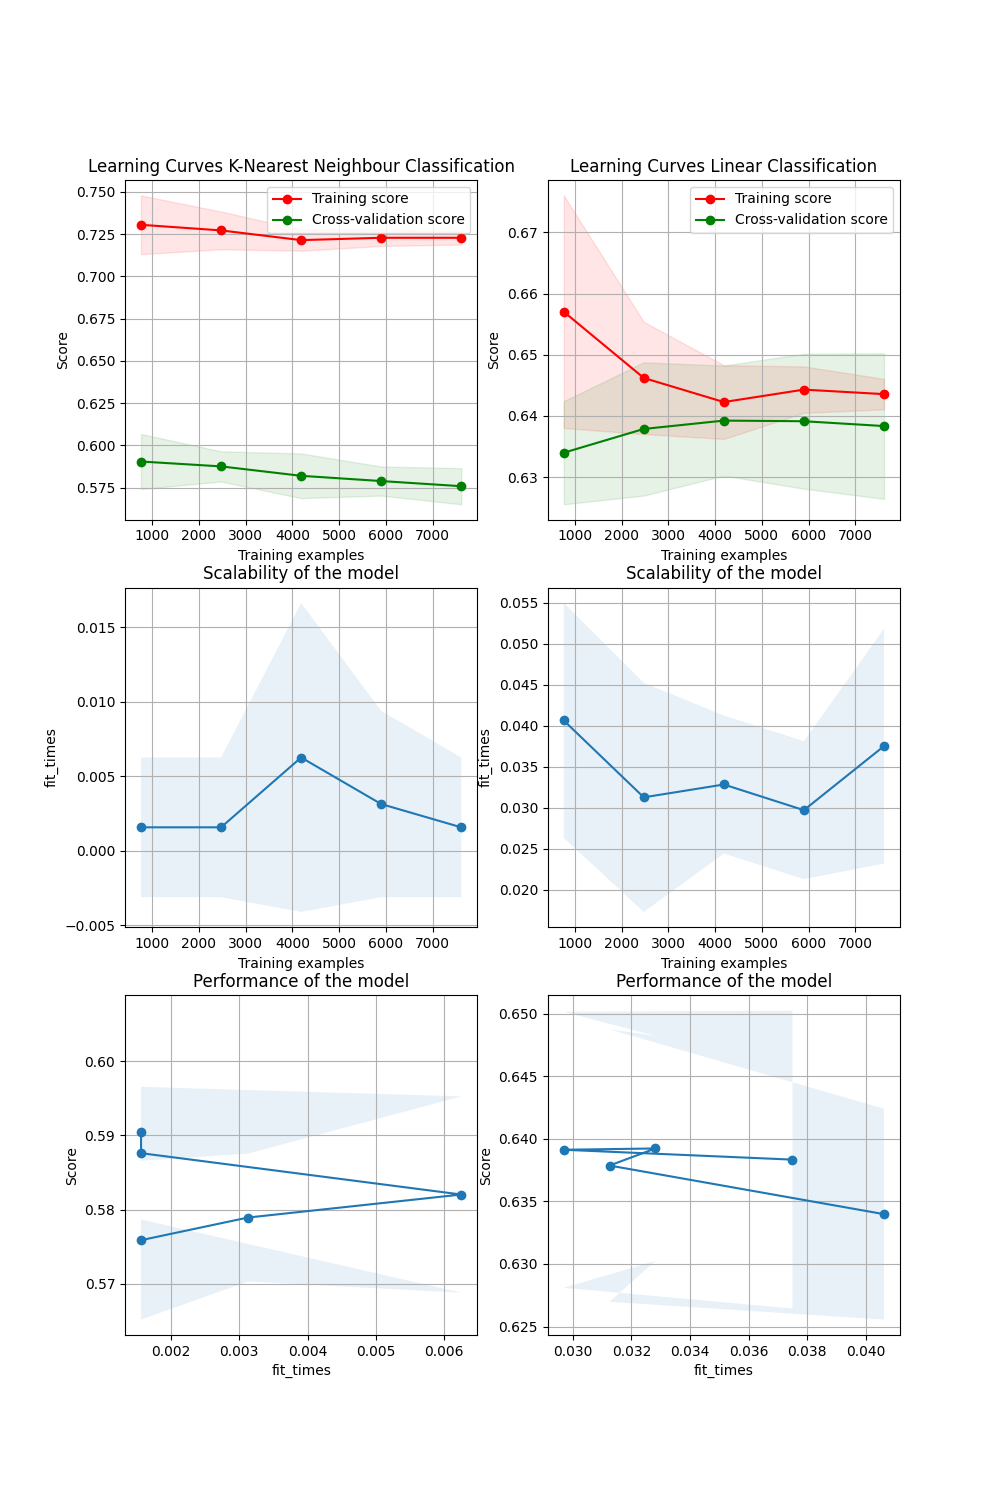 Learning Curves K-Nearest Neighbour Classification
0.750
0.725
0.700
0.675
0.650
0.625
0.600
0.575
Score
Training score
Cross-validation score
1000 2000 3000 4000 5000 6000 7000
Training examples
Learning Curves Linear Classification
0.67
0.66
0.65
0.64
0.63
Score
Training score
Cross-validation score
1000 2000 3000 4000 5000 6000 7000
Training examples
Scalability of the model
0.015
0.010
0.005
0.000
−0.005
fit_times
1000 2000 3000 4000 5000 6000 7000
Training examples
Scalability of the model
0.055
0.050
0.045
0.040
0.035
0.030
0.025
0.020
fit_times
1000 2000 3000 4000 5000 6000 7000
Training examples
Performance of the model
0.60
0.59
0.58
0.57
Score
0.002 0.003 0.004 0.005 0.006
fit_times
Performance of the model
0.650
0.645
0.640
0.635
0.630
0.625
Score
0.030 0.032 0.034 0.036 0.038 0.040
fit_times